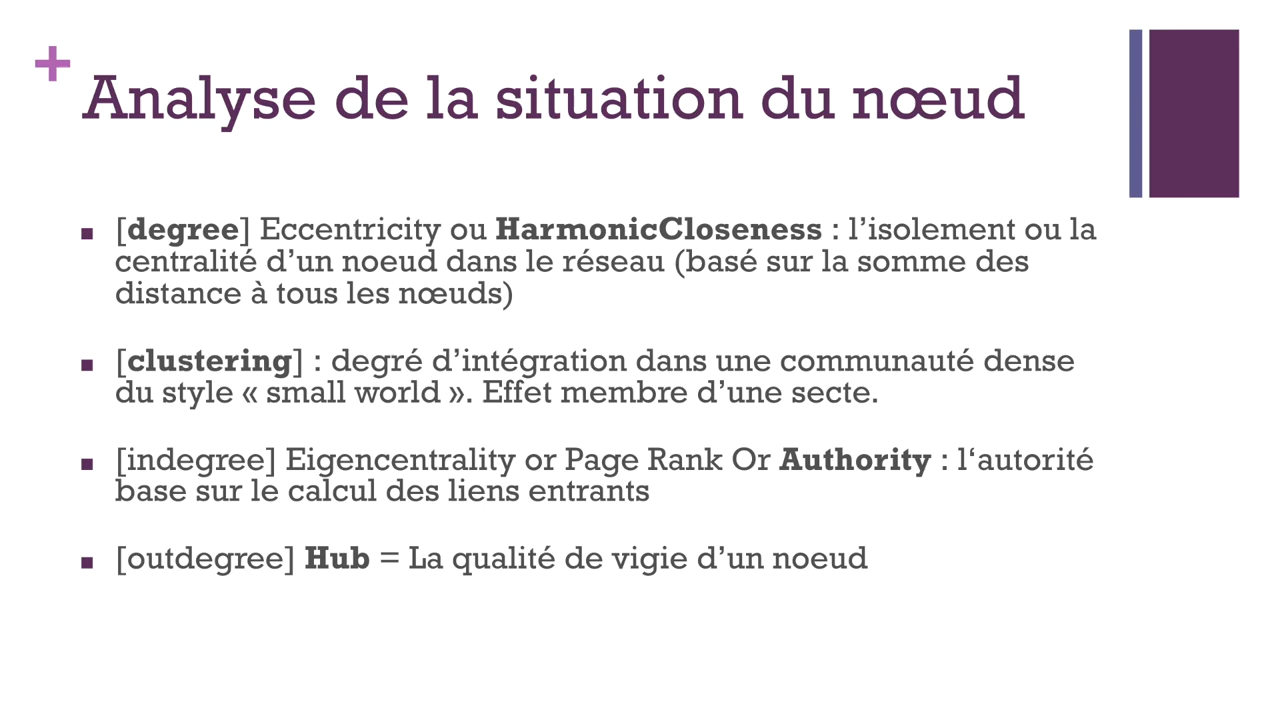 +
Analyse de la situation du nœud
▪ [degree] Eccentricity ou HarmonicCloseness : l’isolement ou la
centralité d’un noeud dans le réseau (basé sur la somme des
distance à tous les nœuds)
▪ [clustering] : degré d’intégration dans une communauté dense
du style « small world ». Effet membre d’une secte.
▪ [indegree] Eigencentrality or Page Rank Or Authority : l‘autorité
base sur le calcul des liens entrants
▪ [outdegree] Hub = La qualité de vigie d’un noeud